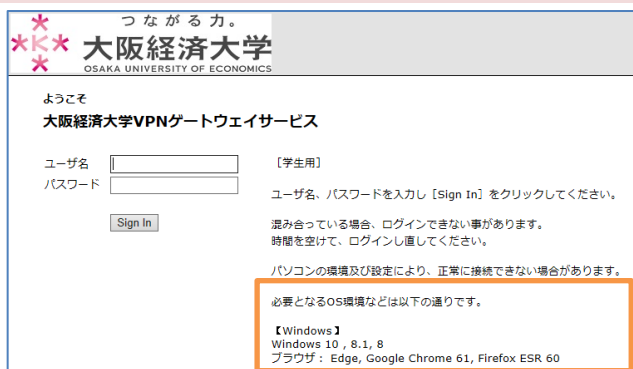 つながる力。
大阪経済大学
OSAKA UNIVERSITY OF ECONOMICS
ようこそ
大阪経済大学VPNゲートウェイサービス
ユーザ名
パスワード
Sign In
［学生用］
ユーザ名、パスワードを入力し［Sign In］をクリックしてください。
混み合っている場合、ログインできない事があります。
時間を空けて、ログインし直してください。
パソコンの環境及び設定により、正常に接続できない場合があります。
必要となるOS環境などは以下の通りです。
【Windows】
Windows 10 , 8.1, 8
ブラウザ： Edge, Google Chrome 61, Firefox ESR 60